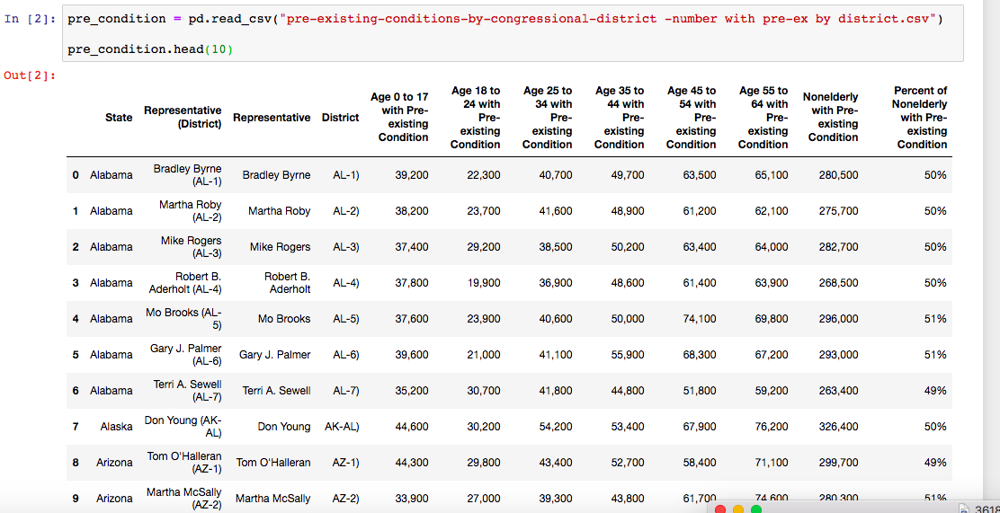 In [2]: pre_condition = pd.read_csv("pre-existing-conditions-by-congressional-district -number with pre-ex by district.csv")
pre_condition.head(10)
Out[2]:
State Representative (District) Representative District Age 0 to 17 with Pre-existing Condition Age 18 to 24 with Pre-existing Condition Age 25 to 34 with Pre-existing Condition Age 35 to 44 with Pre-existing Condition Age 45 to 54 with Pre-existing Condition Age 55 to 64 with Pre-existing Condition Nonelderly with Pre-existing Condition Percent of Nonelderly with Pre-existing Condition
0 Alabama Bradley Byrne (AL-1) Bradley Byrne AL-1) 39,200 22,300 40,700 49,700 63,500 65,100 280,500 50%
1 Alabama Martha Roby (AL-2) Martha Roby AL-2) 38,200 23,700 41,600 48,900 61,200 62,100 275,700 50%
2 Alabama Mike Rogers (AL-3) Mike Rogers AL-3) 37,400 29,200 38,500 50,200 63,400 64,000 282,700 50%
3 Alabama Robert B. Aderholt (AL-4) Robert B. Aderholt AL-4) 37,800 19,900 36,900 48,600 61,400 63,900 268,500 50%
4 Alabama Mo Brooks (AL-5) Mo Brooks AL-5) 37,600 23,900 40,600 50,000 74,100 69,800 296,000 51%
5 Alabama Gary J. Palmer (AL-6) Gary J. Palmer AL-6) 39,600 21,000 41,100 55,900 68,300 67,200 293,000 51%
6 Alabama Terri A. Sewell (AL-7) Terri A. Sewell AL-7) 35,200 30,700 41,800 44,800 51,800 59,200 263,400 49%
7 Alaska Don Young (AK-AL) Don Young AK-AL) 44,600 30,200 54,200 53,400 67,900 76,200 326,400 50%
8 Arizona Tom O'Halleran (AZ-1) Tom O'Halleran AZ-1) 44,300 29,800 43,400 52,700 58,400 71,100 299,700 49%
9 Arizona Martha McSally (AZ-2) Martha McSally AZ-2) 33,900 27,000 39,300 43,800 61,700 74,600 280,300 51%